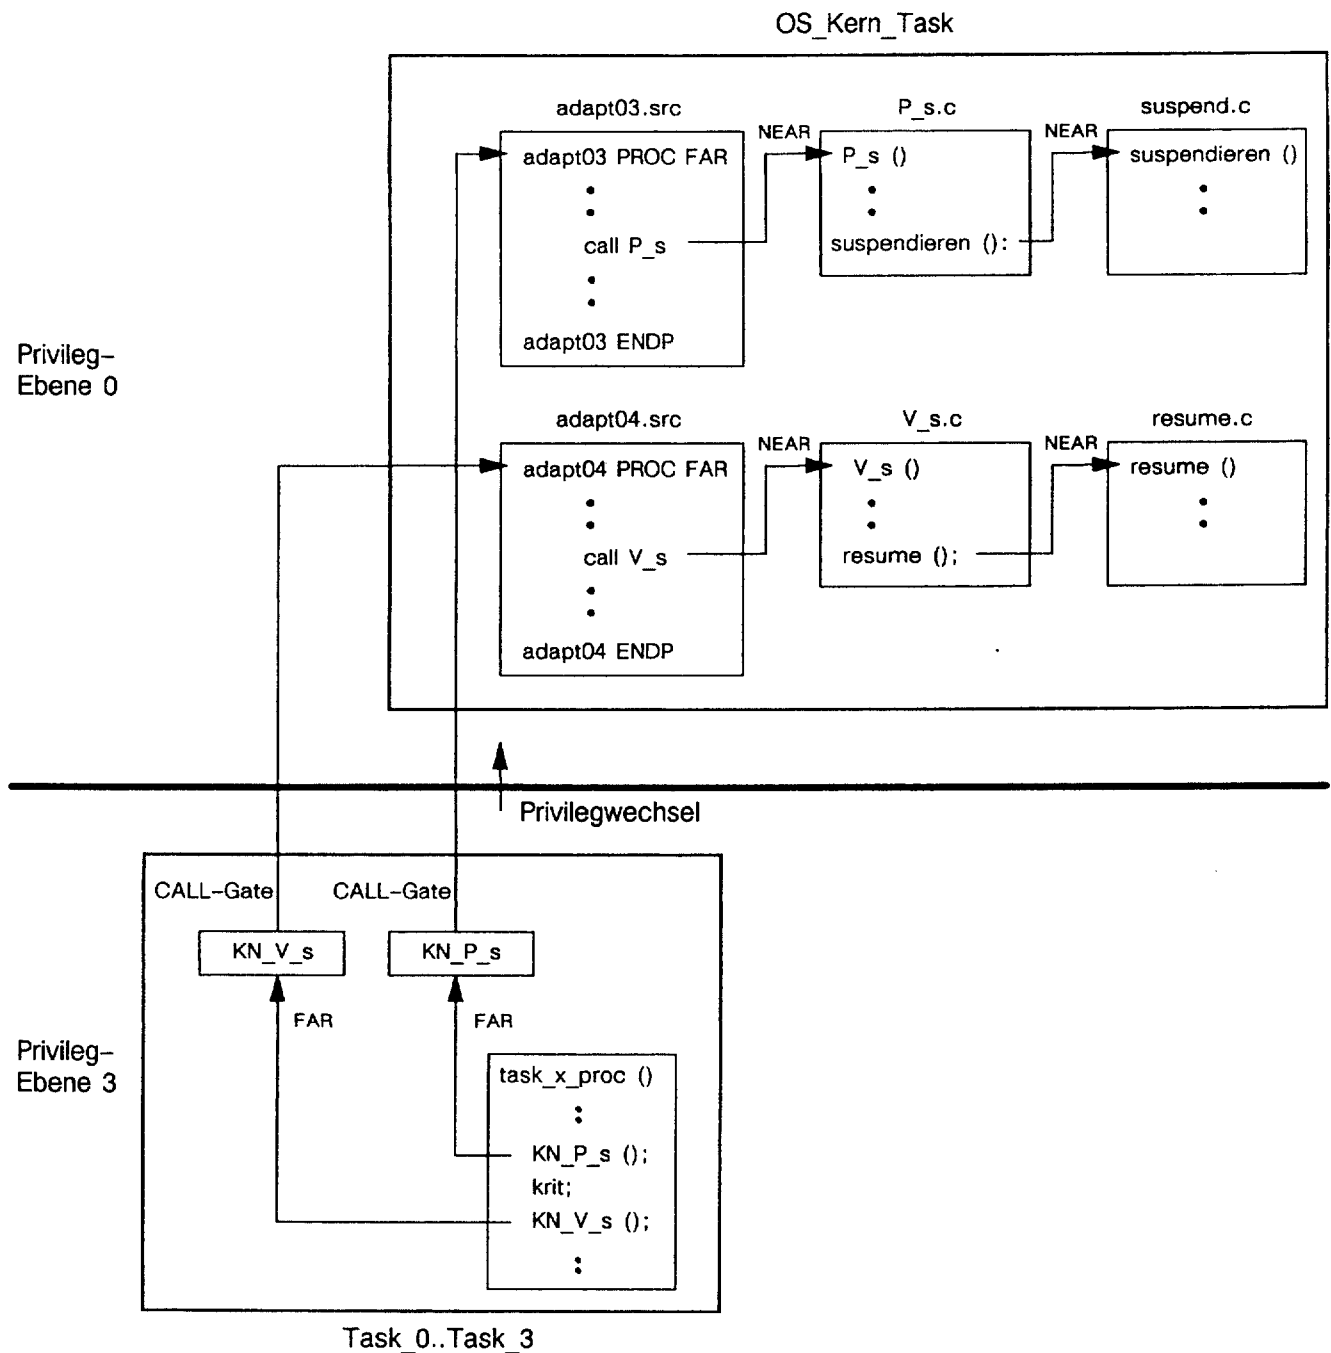 OS_Kern_Task
adapt03.src
P_s.c
suspend.c
adapt03 PROC FAR
NEAR
P_s ()
NEAR
suspendieren ()
call P_s
suspendieren ():
adapt03 ENDP
Privileg–
Ebene 0
adapt04.src
V_s.c
resume.c
adapt04 PROC FAR
NEAR
V_s ()
NEAR
resume ()
call V_s
resume ();
adapt04 ENDP
Privilegwechsel
CALL–Gate
CALL–Gate
KN_V_s
KN_P_s
FAR
FAR
Privileg–
Ebene 3
task_x_proc ()
KN_P_s ();
krit;
KN_V_s ();
Task_0..Task_3